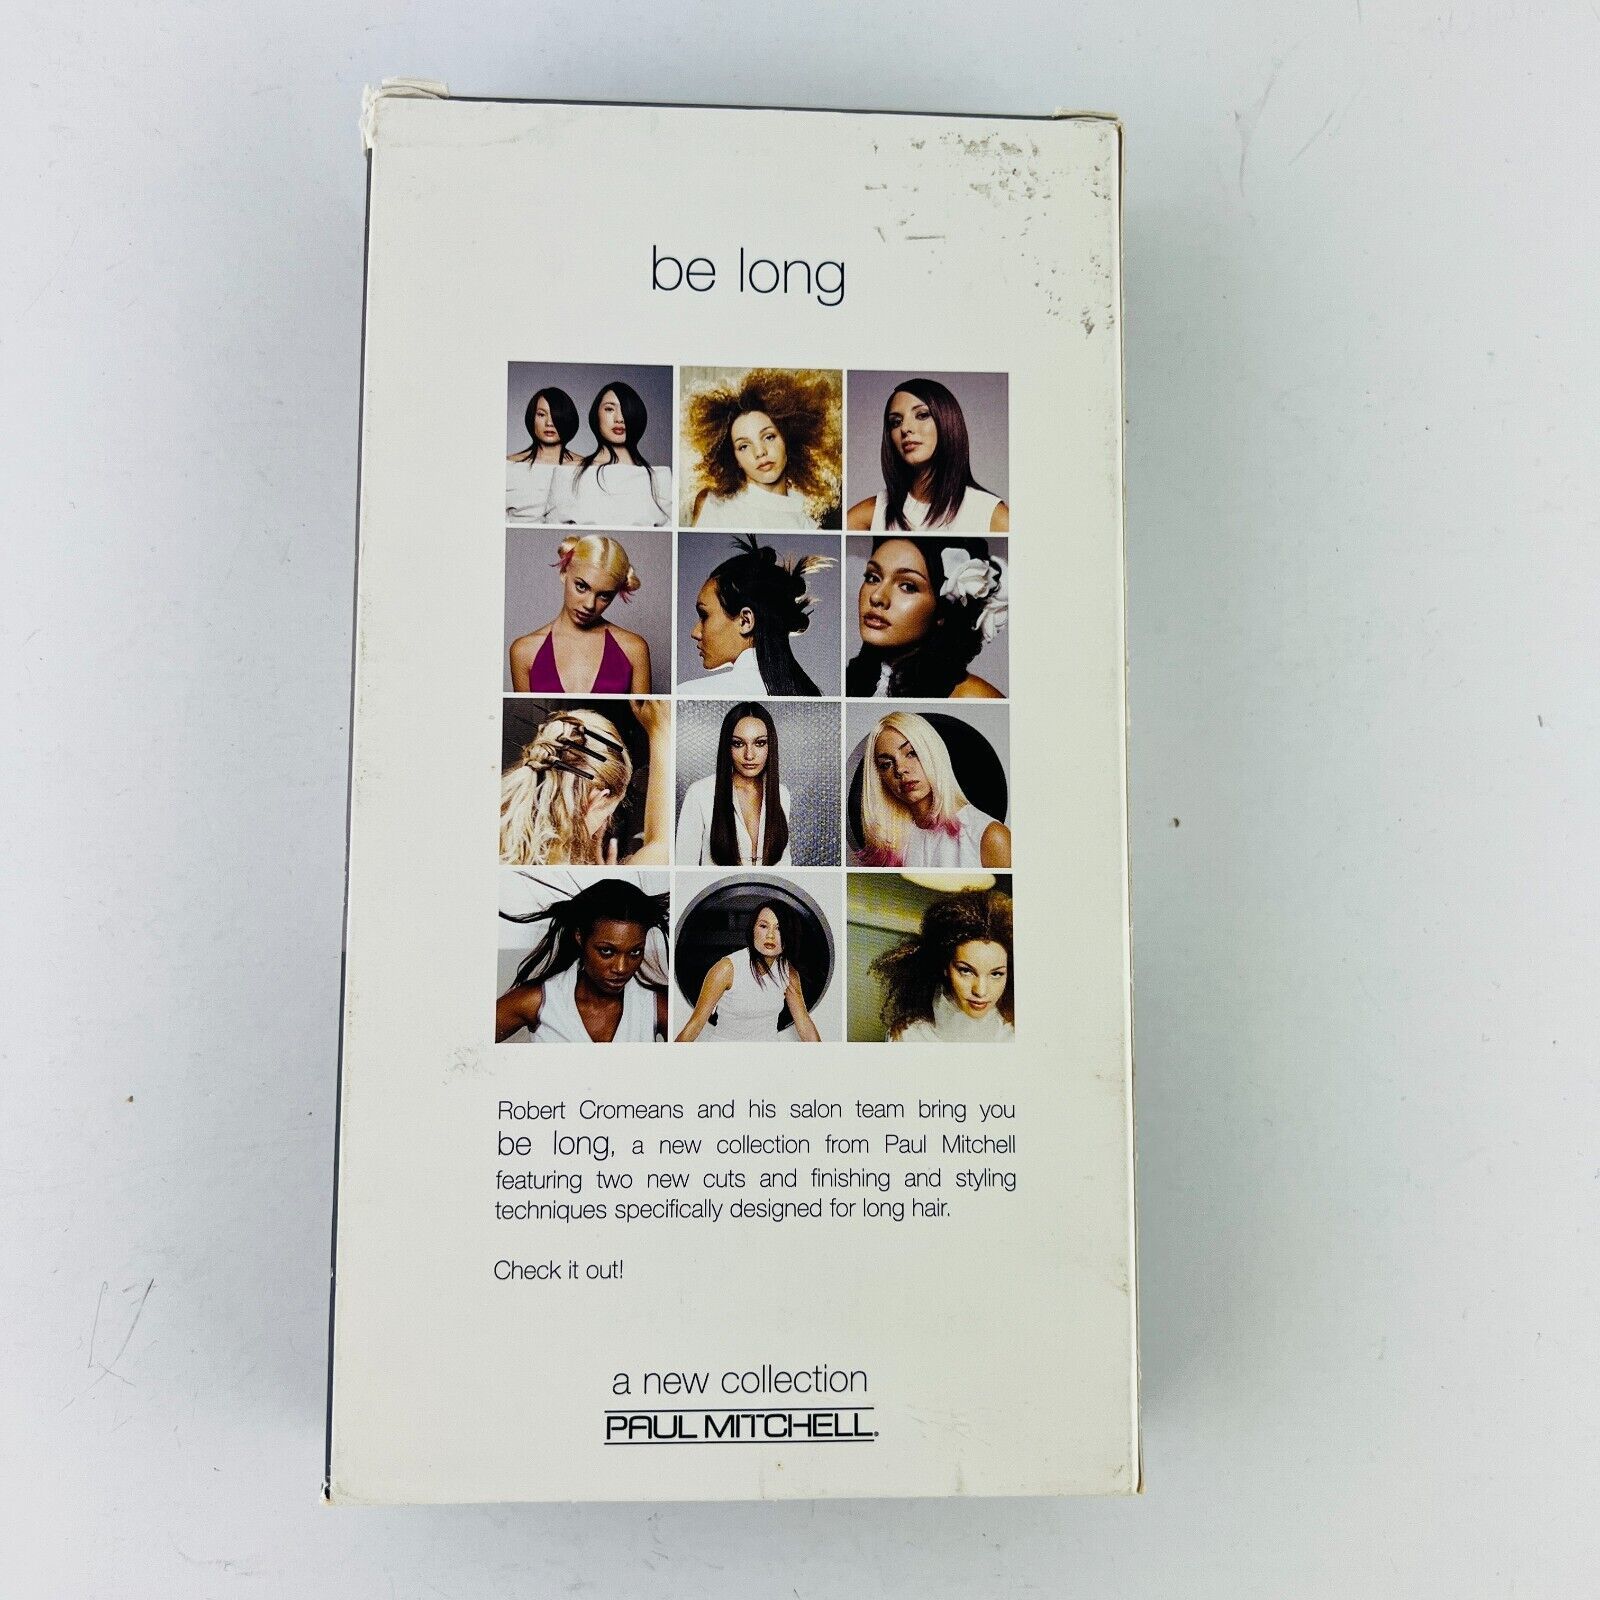 be long
Robert Cromeans and his salon team bring you
be long, a new collection from Paul Mitchell
featuring two new cuts and finishing and styling
techniques specifically designed for long hair.
Check it out!
a new collection
PAUL MITCHELL®